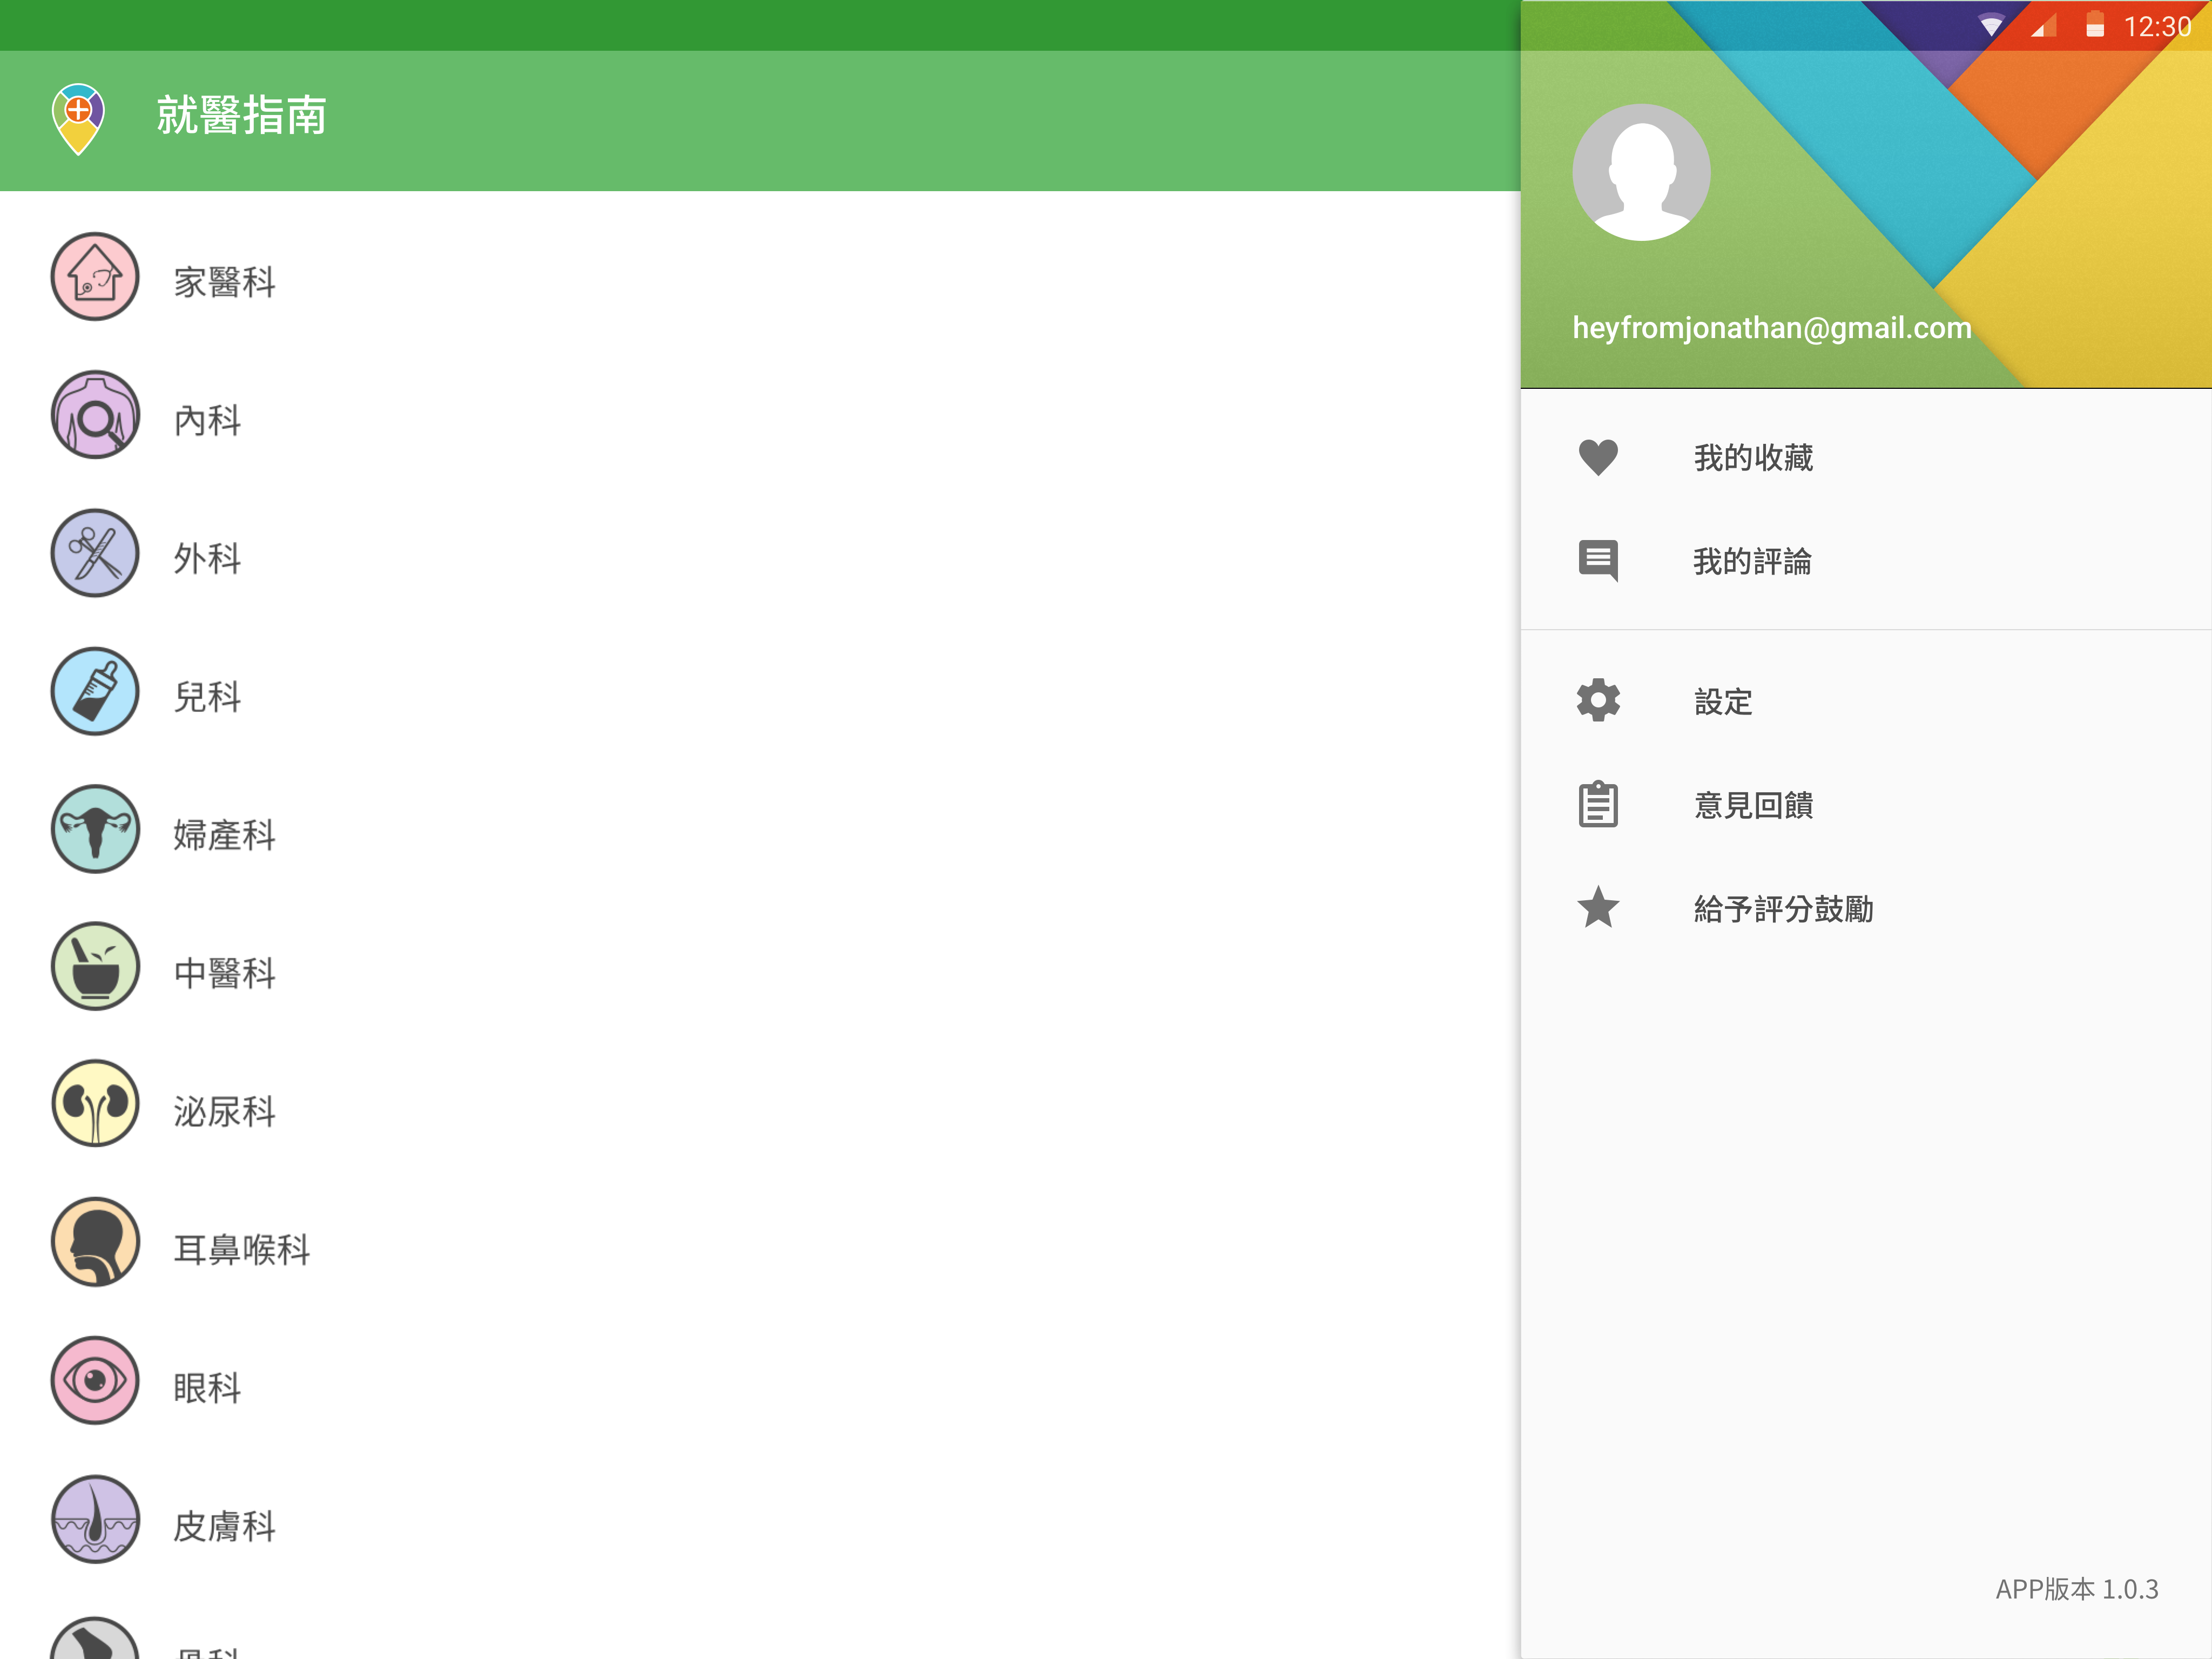 就醫指南
家醫科
內科
外科
兒科
婦產科
中醫科
泌尿科
耳鼻喉科
眼科
皮膚科
12:30
heyfromjonathan@gmail.com
我的收藏
我的評論
設定
意見回饋
給予評分鼓勵
APP版本 1.0.3